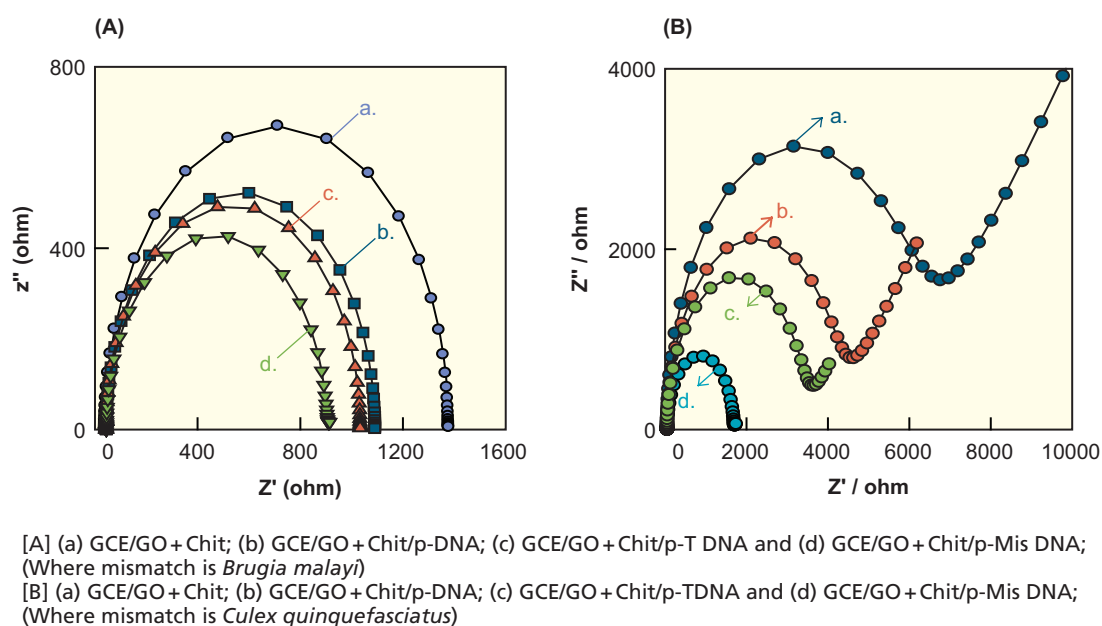 (A)
(B)
800
400
0
z'' (ohm)
400
800
1200
1600
Z' (ohm)
a.
c.
b.
d.
4000
2000
0
Z'' / ohm
0
2000
4000
6000
8000
10000
Z' / ohm
a.
b.
c.
d.
[A] (a) GCE/GO+Chit; (b) GCE/GO+Chit/p-DNA; (c) GCE/GO+Chit/p-T DNA and (d) GCE/GO+Chit/p-Mis DNA;
(Where mismatch is Brugia malayi)
[B] (a) GCE/GO+Chit; (b) GCE/GO+Chit/p-DNA; (c) GCE/GO+Chit/p-TDNA and (d) GCE/GO+Chit/p-Mis DNA;
(Where mismatch is Culex quinquefasciatus)